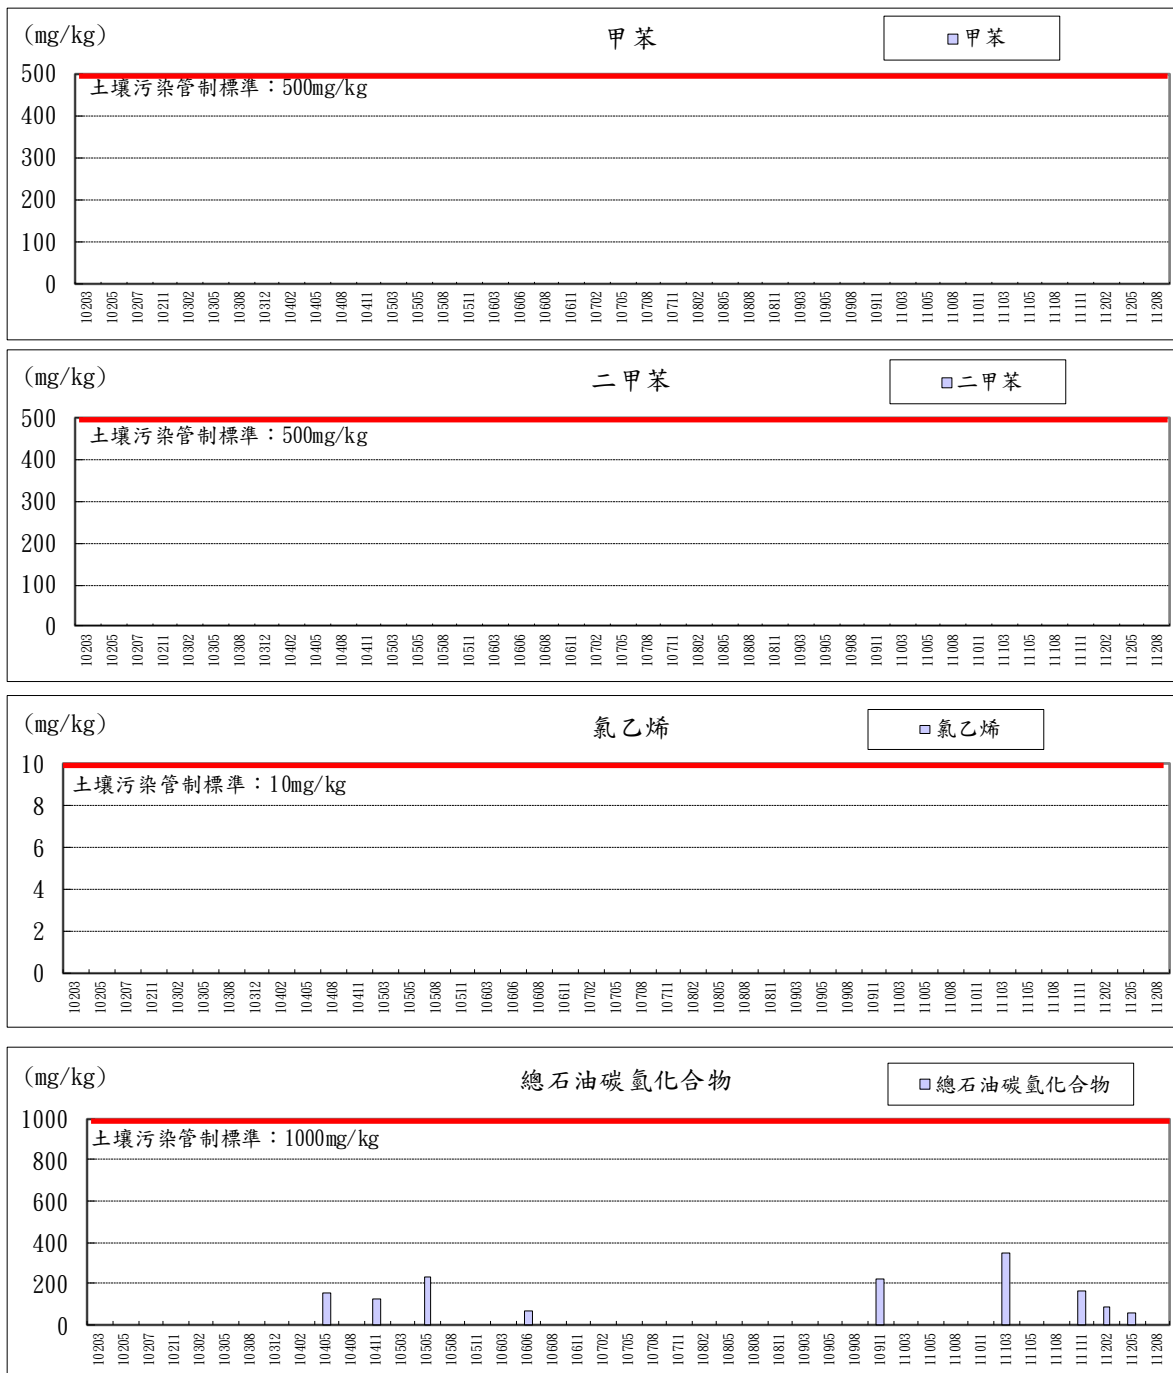 (mg/kg)
甲苯
甲苯
土壤污染管制標準：500mg/kg
500
400
300
200
100
0
10203 10205 10207 10211 10302 10305 10308 10312 10402 10405 10408 10411 10503 10505 10508 10511 10603 10606 10608 10611 10702 10705 10708 10711 10802 10805 10808 10811 10903 10905 10908 10911 11003 11005 11008 11011 11103 11105 11108 11111 11202 11205 11208
(mg/kg)
二甲苯
二甲苯
土壤污染管制標準：500mg/kg
500
400
300
200
100
0
10203 10205 10207 10211 10302 10305 10308 10312 10402 10405 10408 10411 10503 10505 10508 10511 10603 10606 10608 10611 10702 10705 10708 10711 10802 10805 10808 10811 10903 10905 10908 10911 11003 11005 11008 11011 11103 11105 11108 11111 11202 11205 11208
(mg/kg)
氯乙烯
氯乙烯
土壤污染管制標準：10mg/kg
10
8
6
4
2
0
10203 10205 10207 10211 10302 10305 10308 10312 10402 10405 10408 10411 10503 10505 10508 10511 10603 10606 10608 10611 10702 10705 10708 10711 10802 10805 10808 10811 10903 10905 10908 10911 11003 11005 11008 11011 11103 11105 11108 11111 11202 11205 11208
(mg/kg)
總石油碳氫化合物
總石油碳氫化合物
土壤污染管制標準：1000mg/kg
1000
800
600
400
200
0
10203 10205 10207 10211 10302 10305 10308 10312 10402 10405 10408 10411 10503 10505 10508 10511 10603 10606 10608 10611 10702 10705 10708 10711 10802 10805 10808 10811 10903 10905 10908 10911 11003 11005 11008 11011 11103 11105 11108 11111 11202 11205 11208